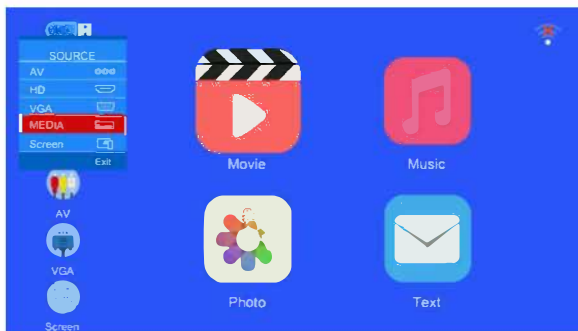 SOURCE
AV
HD
VGA
MEDIA
Screen
Exit
Movie
Music
Photo
Text
AV
VGA
Screen